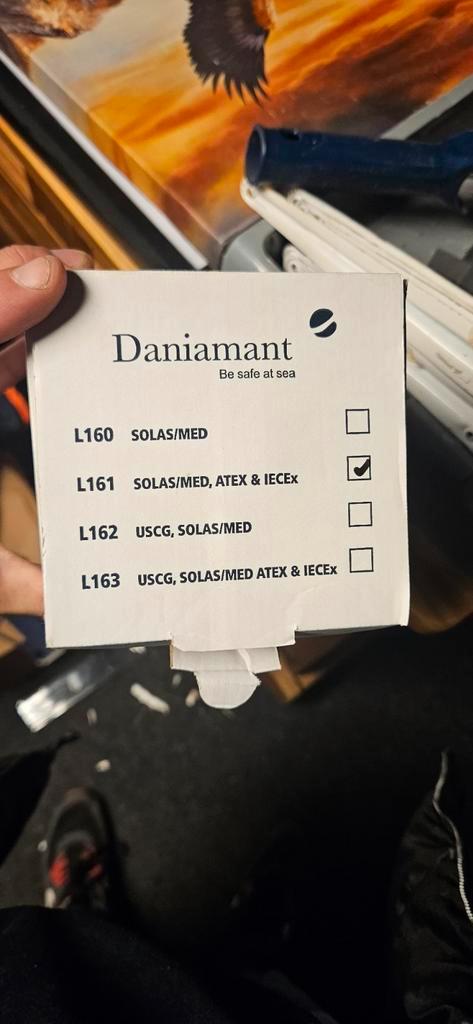 Daniamant
Be safe at sea
L160 SOLAS/MED
L161 SOLAS/MED, ATEX & IECEx
L162 USCG, SOLAS/MED
L163 USCG, SOLAS/MED ATEX & IECEx